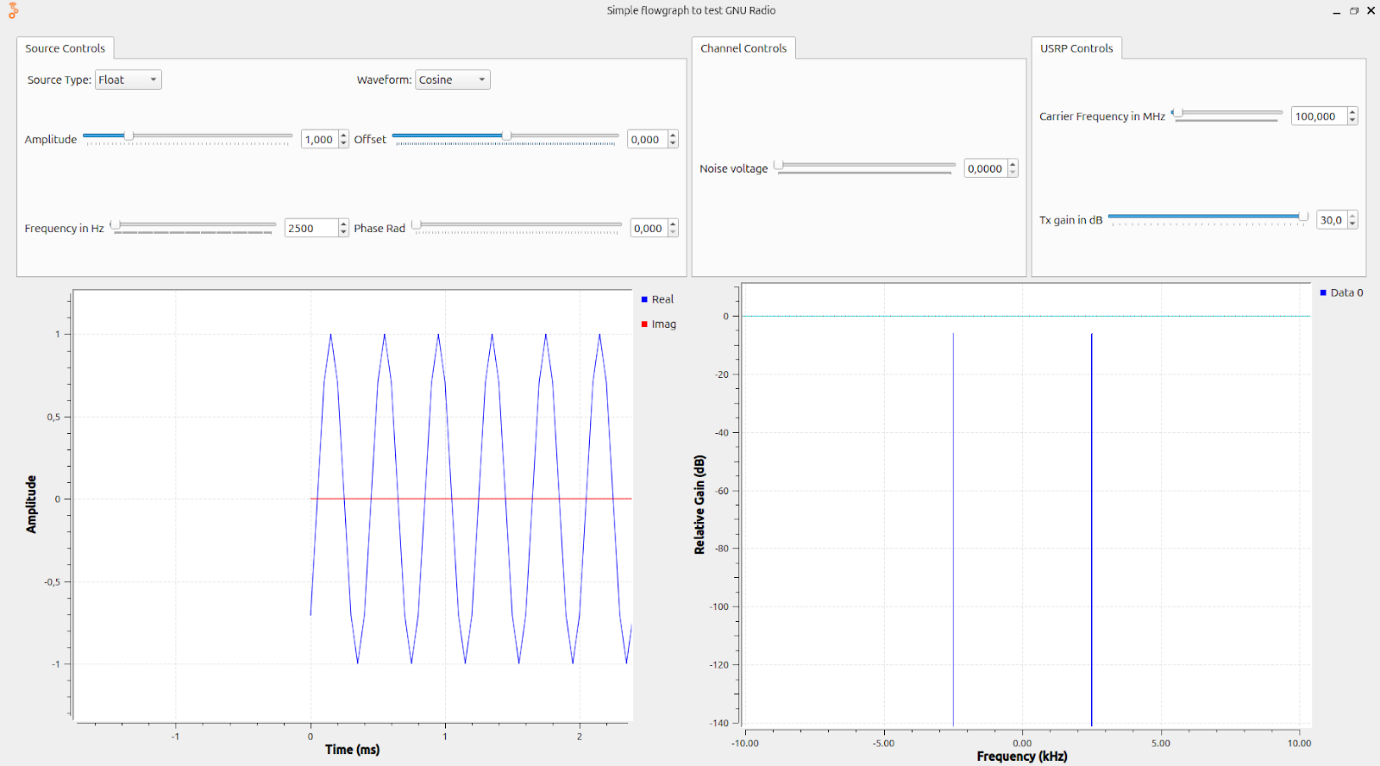 Simple flowgraph to test GNU Radio
Source Controls
Source Type: Float
Waveform: Cosine
Amplitude 1,000
Offset 0,000
Frequency in Hz 2500
Phase Rad 0,000
Channel Controls
Noise voltage 0,0000
USRP Controls
Carrier Frequency in MHz 100,000
Tx gain in dB 30,0
Real
Imag
Amplitude
1
0,5
0
-0,5
-1
-1 0 1 2
Time (ms)
Data 0
Relative Gain (dB)
0
-20
-40
-60
-80
-100
-120
-140
-10.00 -5.00 0.00 5.00 10.00
Frequency (kHz)